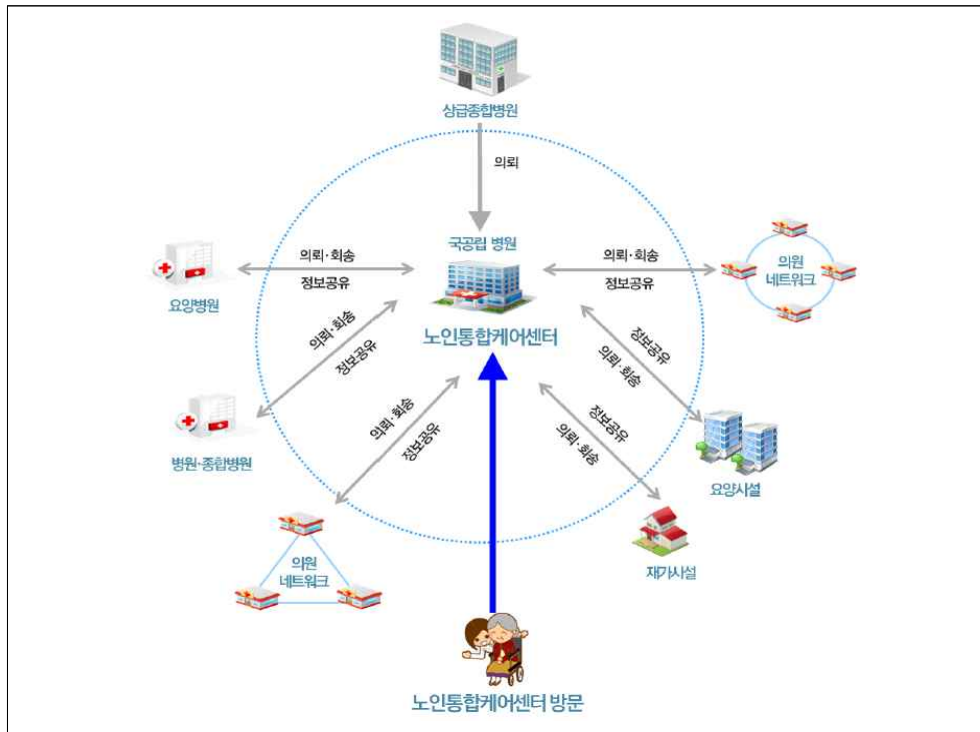 상급종합병원
의뢰
국공립 병원
의뢰·회송
정보공유
요양병원
의뢰·회송
정보공유
의원
네트워크
노인통합케어센터
의뢰·회송
정보공유
병원·종합병원
정보공유
의뢰·회송
요양시설
의뢰·회송
정보공유
정보공유
의뢰·회송
재가시설
의원
네트워크
노인통합케어센터 방문